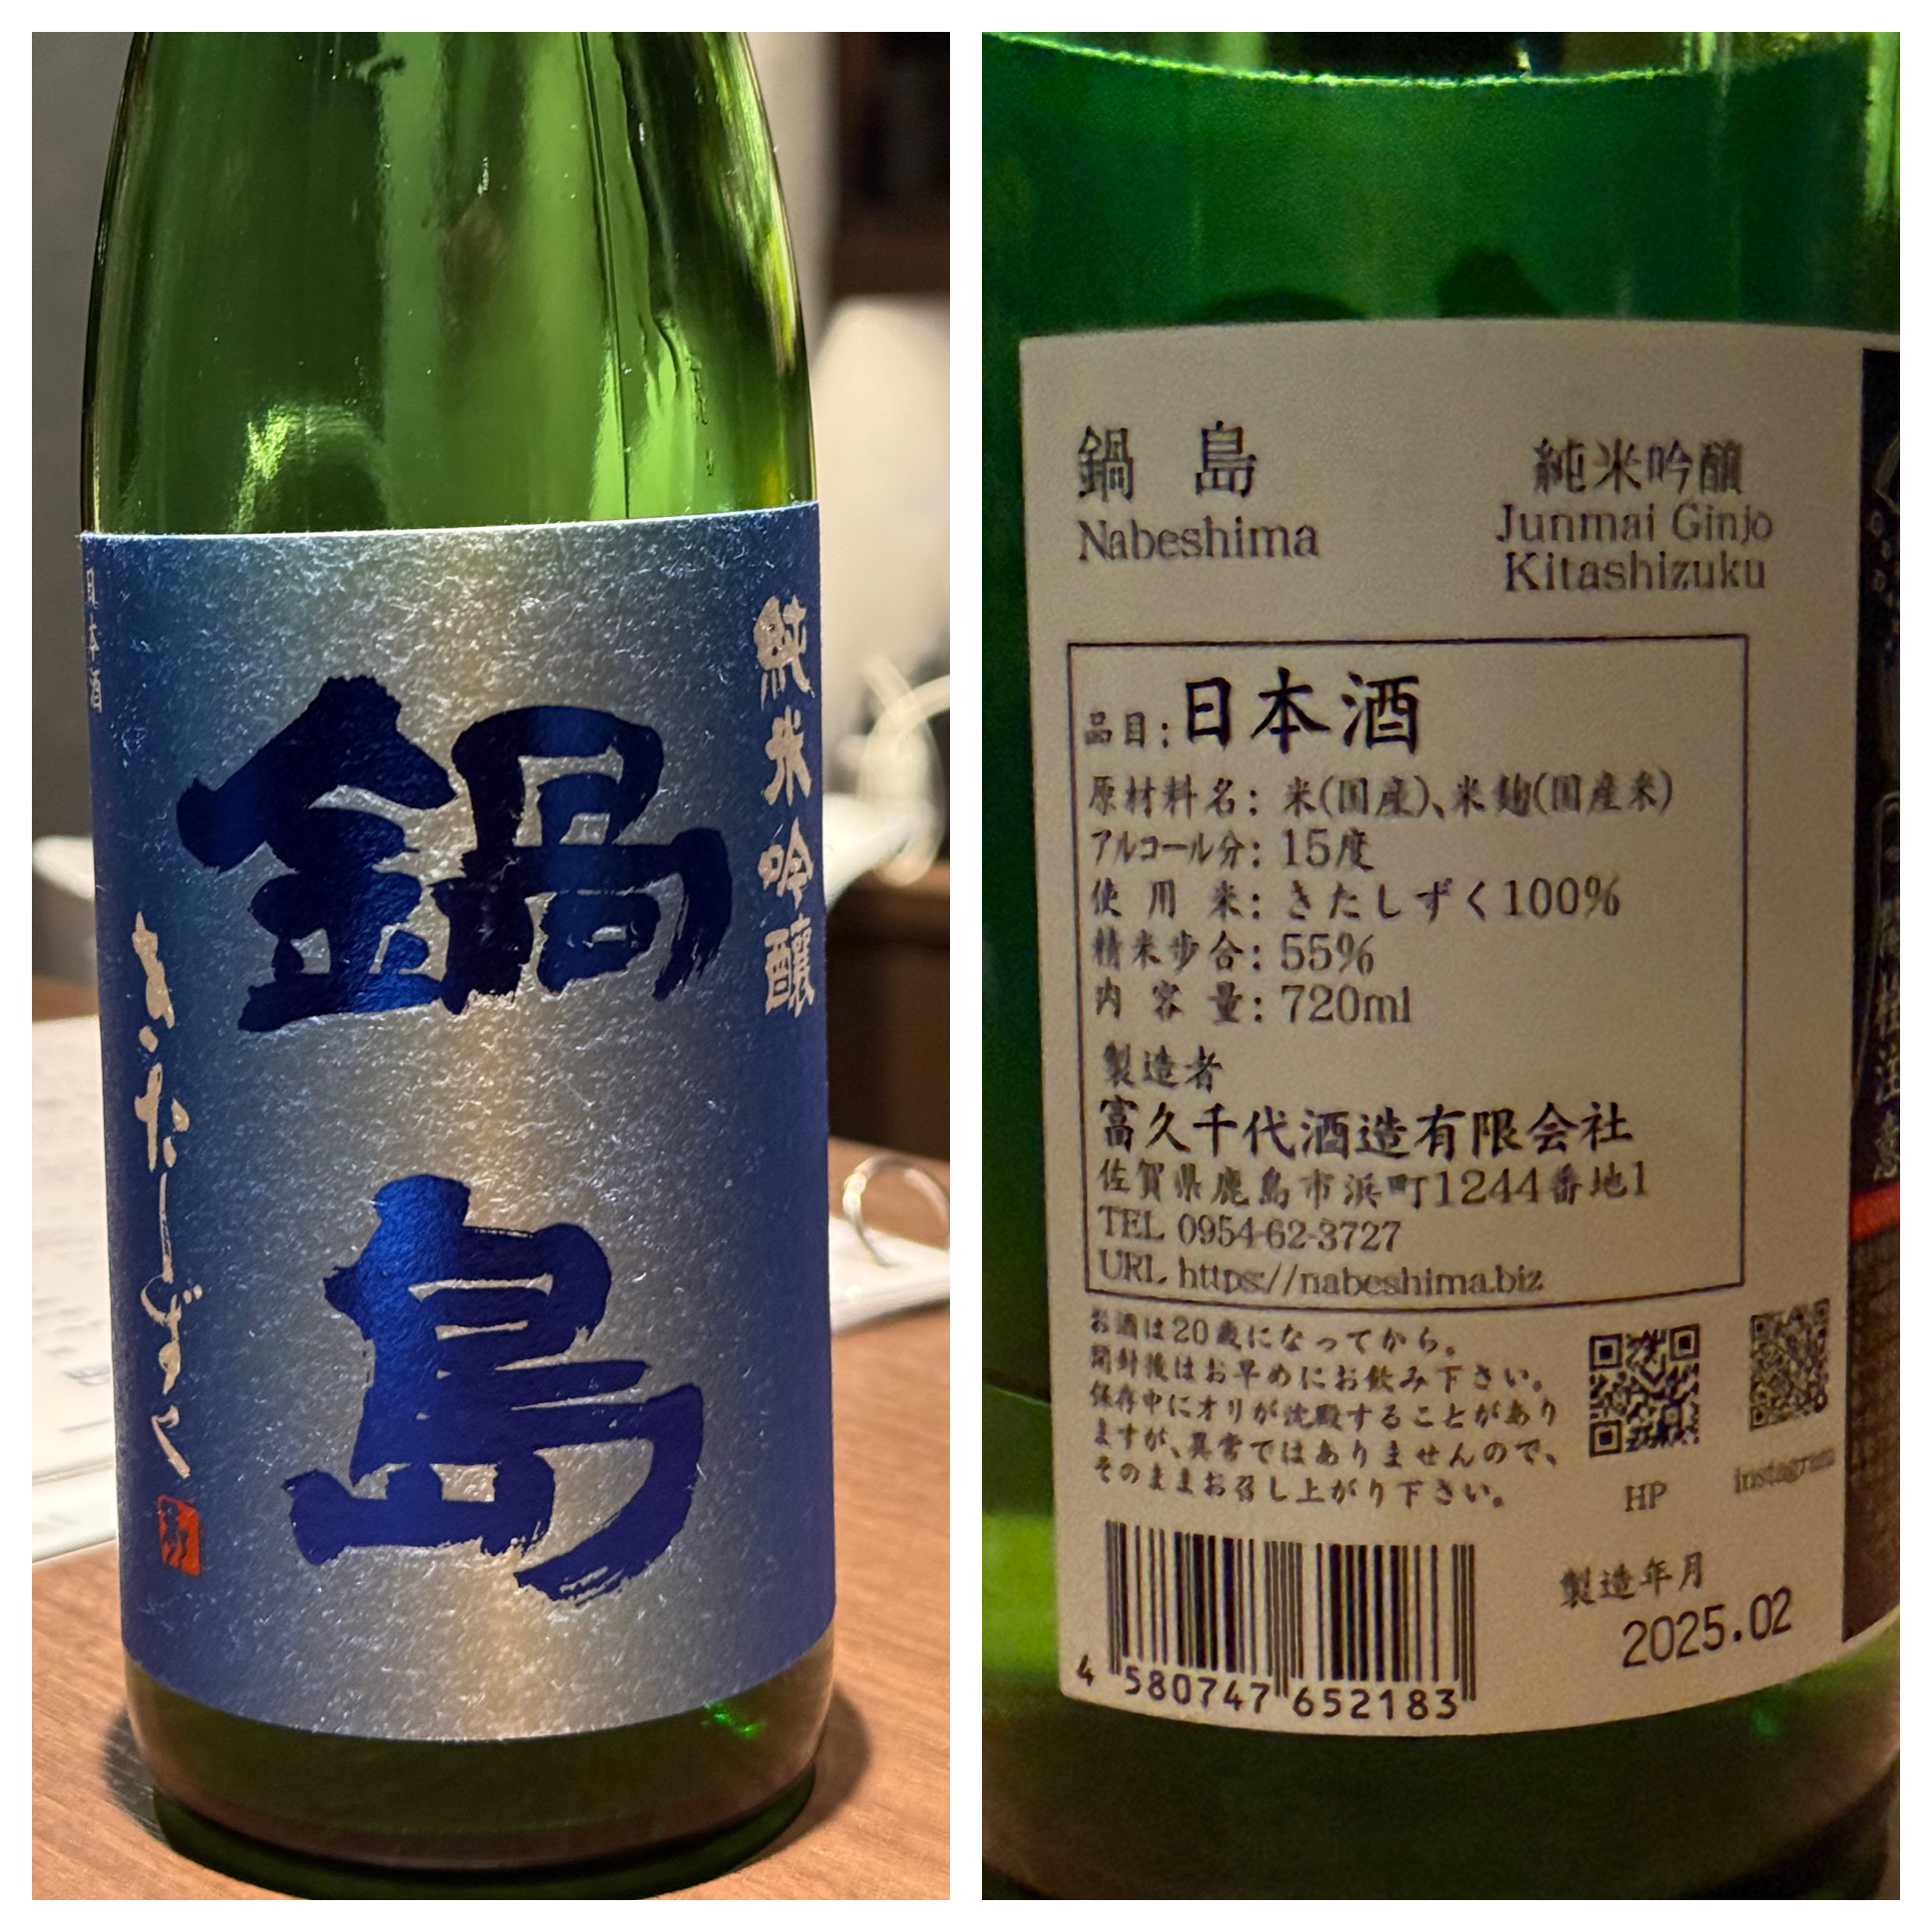 日本酒
純米吟醸
鍋島
きたしずく
鍋島
Nabeshima
純米吟醸
Junmai Ginjo
Kitashizuku
品目:日本酒
原材料名:米(国産)、米麹(国産米)
アルコール分:15度
使用米:きたしずく100%
精米歩合:55%
内容量:720ml
製造者
富久千代酒造有限会社
佐賀県鹿島市浜町1244番地1
TEL 0954-62-3727
URL https://nabeshima.biz
お酒は20歳になってから。
開封後はお早めにお飲み下さい。
保存中にオリが沈殿することがあり
ますが、異常ではありませんので、
そのままお召し上がり下さい。
HP
instagram
製造年月
2025.02
4 580747 652183